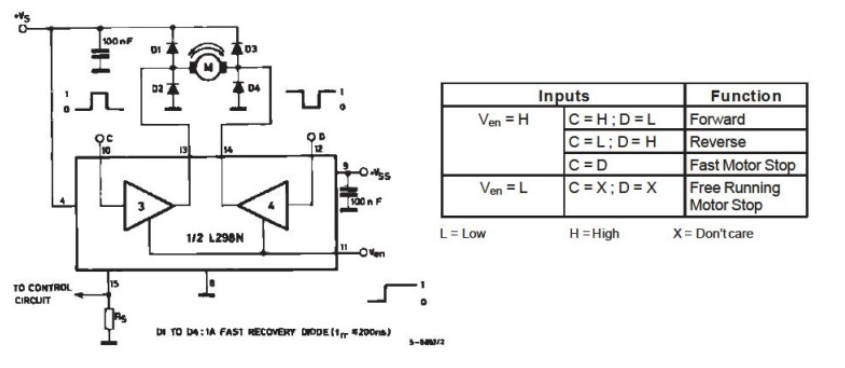 +Vs
100nF
D1
D3
M
D2
D4
1
0
1
0
C
D
10
13
14
12
9
+VSS
4
3
4
100nF
1/2 L298N
11
Ven
15
8
TO CONTROL
CIRCUIT
RS
1
0
D1 TO D4 : 1A FAST RECOVERY DIODE (trr ≤200ns)
Inputs Function
Ven = H C = H ; D = L Forward
C = L ; D = H Reverse
C = D Fast Motor Stop
Ven = L C = X ; D = X Free Running
Motor Stop
L = Low H = High X = Don't care